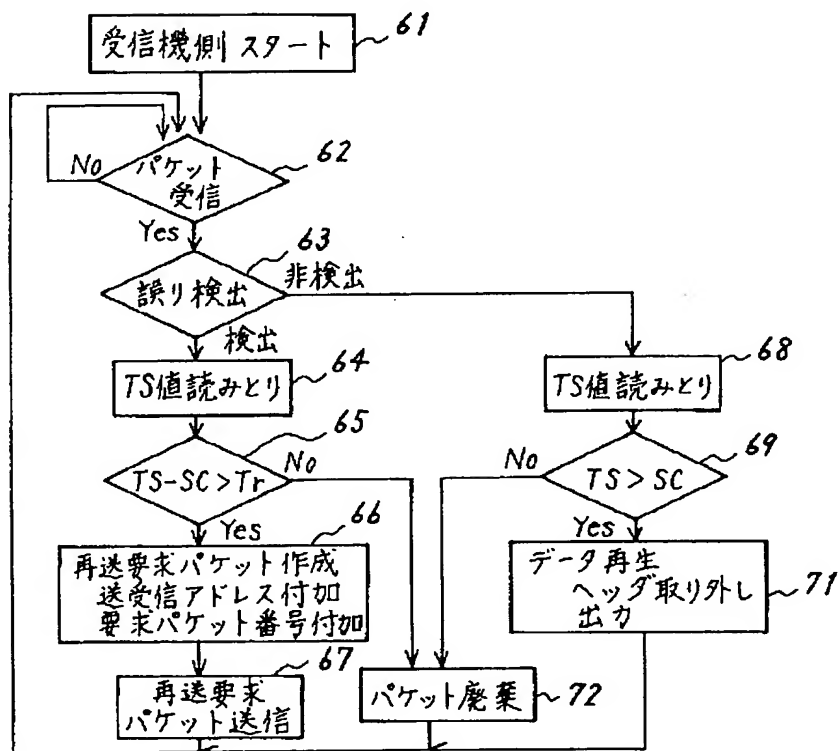 受信機側 スタート
61
No
パケット
受信
62
Yes
63
誤り検出
非検出
検出
TS値読みとり
64
TS値読みとり
68
65
TS-SC>Tr
No
No
TS>SC
69
Yes
66
Yes
再送要求パケット作成
送受信アドレス付加
要求パケット番号付加
データ再生
ヘッダ取り外し
出力
71
67
再送要求
パケット送信
パケット廃棄
72